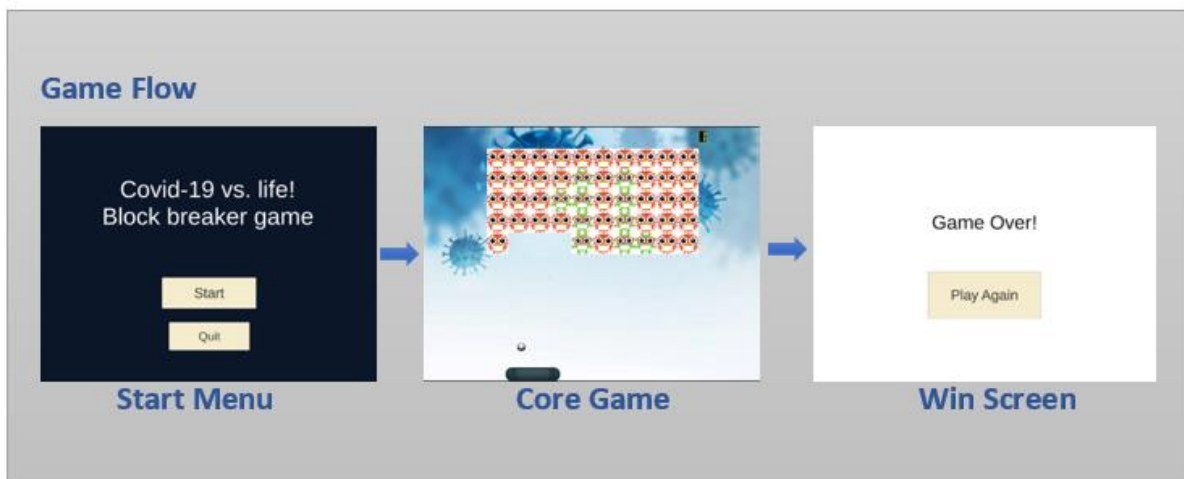 Game Flow
Covid-19 vs. life!
Block breaker game
Start
Quit
Start Menu
Core Game
Game Over!
Play Again
Win Screen